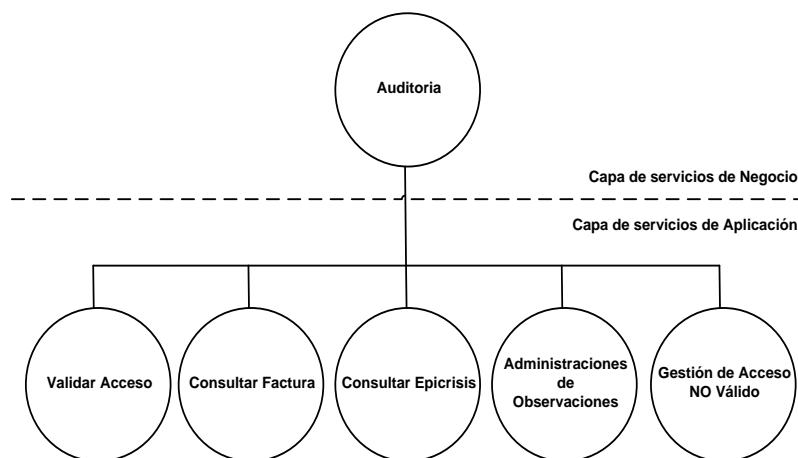 Auditoria
Capa de servicios de Negocio
Capa de servicios de Aplicación
Validar Acceso
Consultar Factura
Consultar Epicrisis
Administraciones
de
Observaciones
Gestión de Acceso
NO Válido